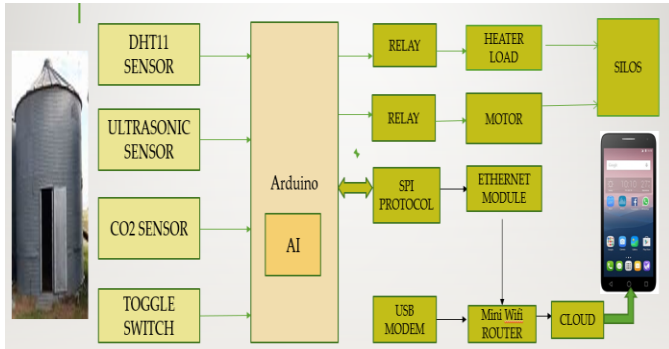 DHT11
SENSOR
ULTRASONIC
SENSOR
CO2 SENSOR
TOGGLE
SWITCH
Arduino
AI
RELAY
HEATER
LOAD
SILOS
RELAY
MOTOR
SPI
PROTOCOL
ETHERNET
MODULE
USB
MODEM
Mini Wifi
ROUTER
CLOUD